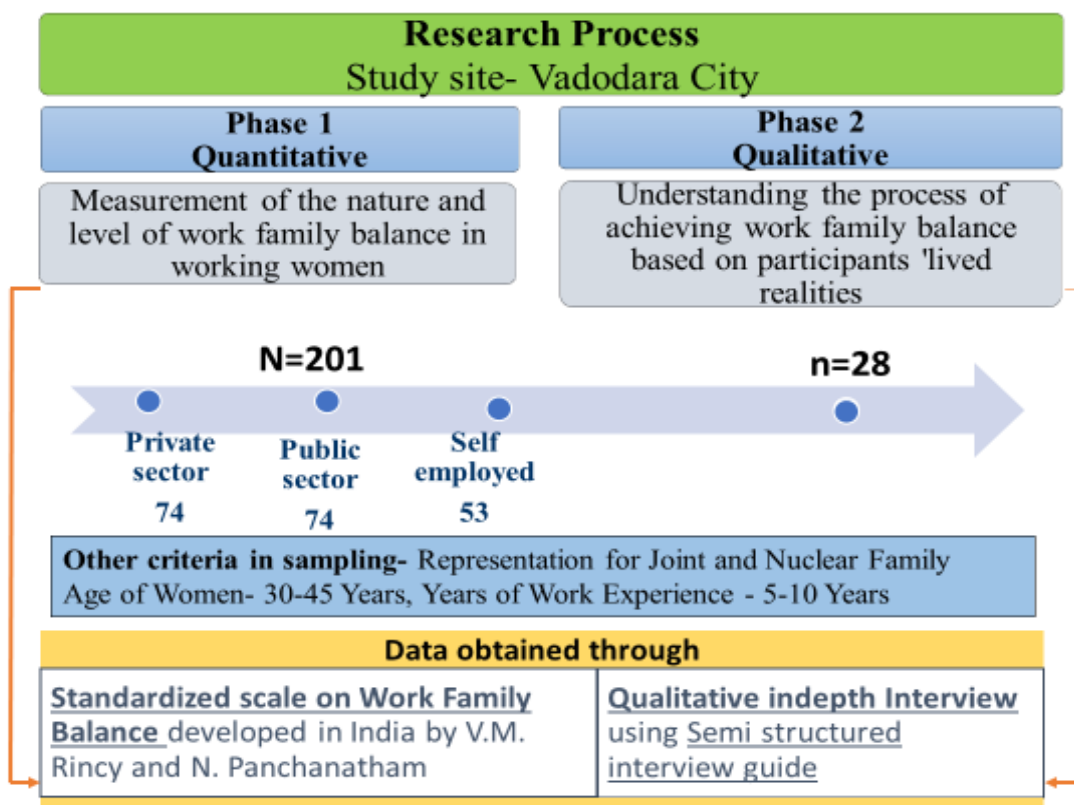 Research Process
Study site- Vadodara City
Phase 1
Quantitative
Measurement of the nature and
level of work family balance in
working women
Phase 2
Qualitative
Understanding the process of
achieving work family balance
based on participants 'lived
realities
N=201
n=28
Private
sector
74
Public
sector
74
Self
employed
53
Other criteria in sampling- Representation for Joint and Nuclear Family
Age of Women- 30-45 Years, Years of Work Experience - 5-10 Years
Data obtained through
Standardized scale on Work Family
Balance developed in India by V.M.
Rincy and N. Panchanatham
Qualitative indepth Interview
using Semi structured
interview guide